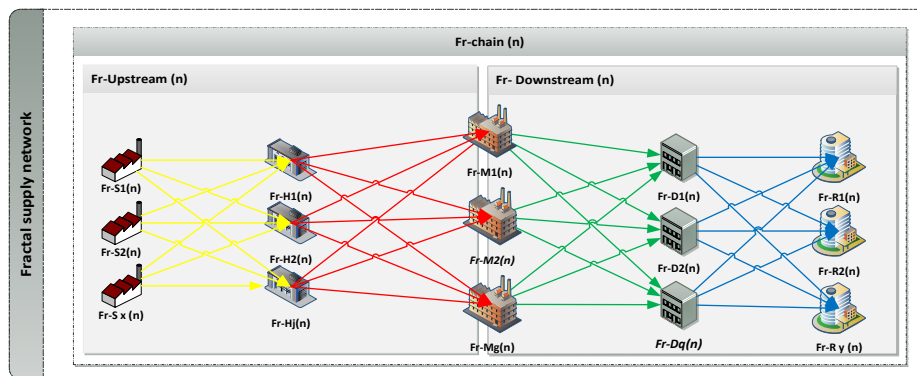 Fractal supply network
Fr-chain (n)
Fr-Upstream (n)
Fr- Downstream (n)
Fr-S1(n)
Fr-H1(n)
Fr-M1(n)
Fr-D1(n)
Fr-R1(n)
Fr-S2(n)
Fr-H2(n)
Fr-M2(n)
Fr-D2(n)
Fr-R2(n)
Fr-S x (n)
Fr-Hj(n)
Fr-Mg(n)
Fr-Dq(n)
Fr-R y (n)